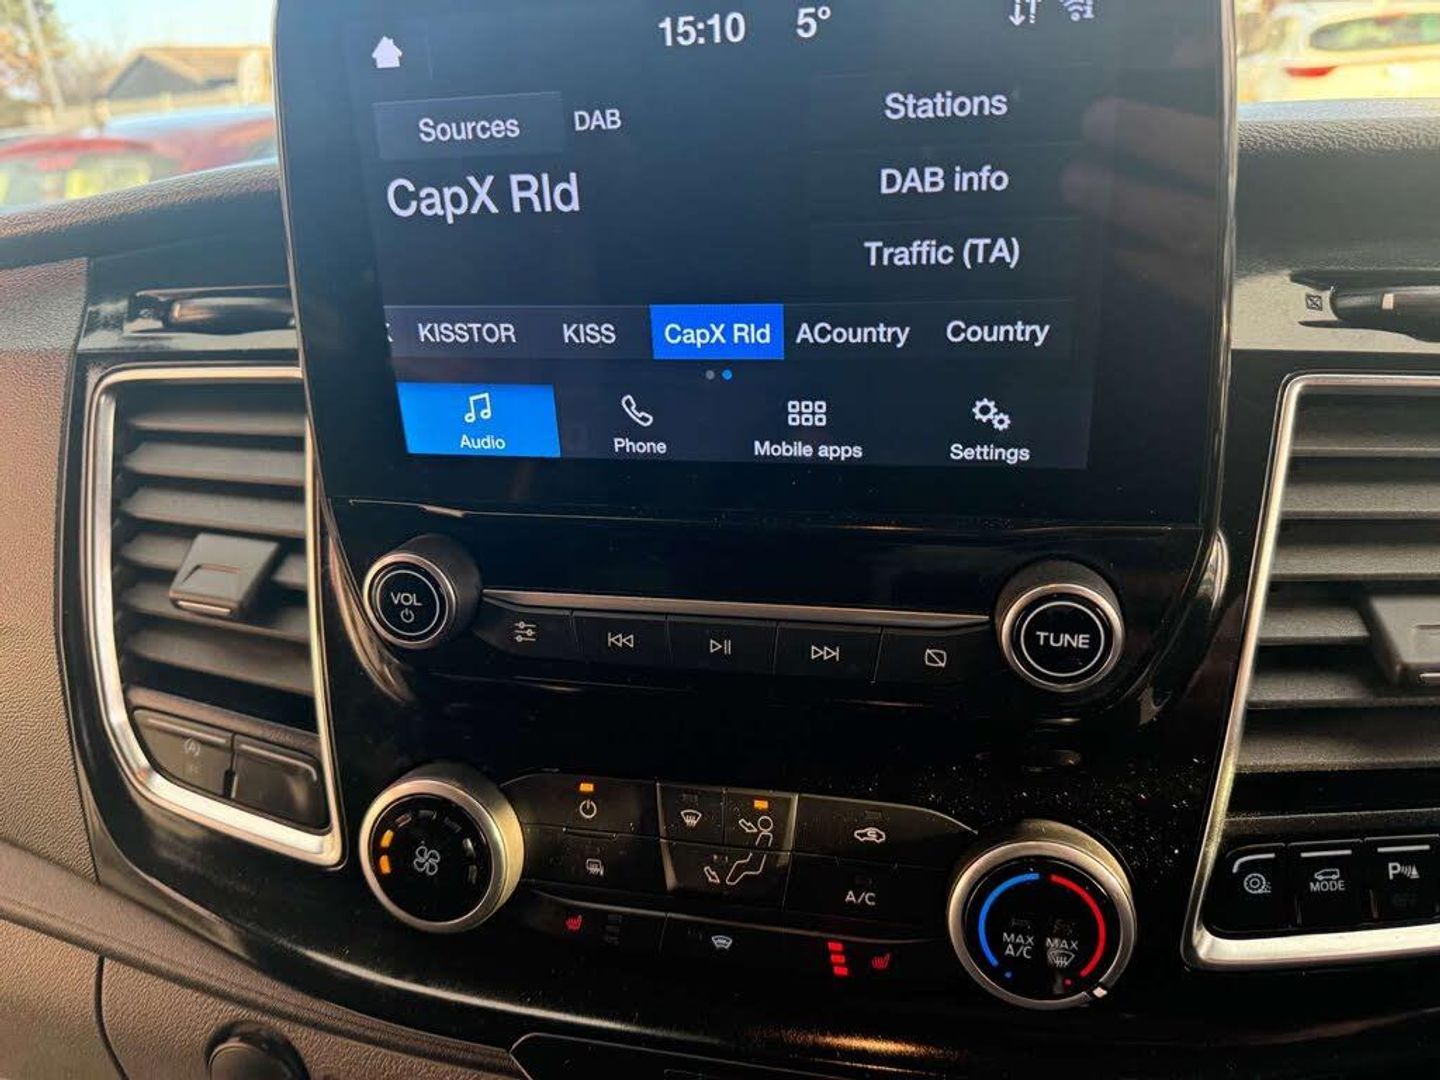 15:10 5°
Sources DAB
Stations
CapX Rld
DAB info
Traffic (TA)
KISSTOR KISS CapX Rld ACountry Country
Audio Phone Mobile apps Settings
VOL
TUNE
A/C
MAX A/C MAX
MODE
P